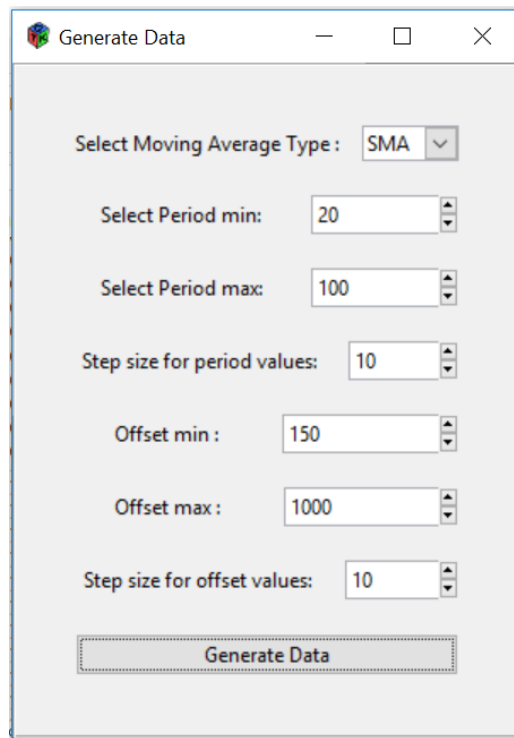 Generate Data
Select Moving Average Type : SMA
Select Period min: 20
Select Period max: 100
Step size for period values: 10
Offset min : 150
Offset max : 1000
Step size for offset values: 10
Generate Data